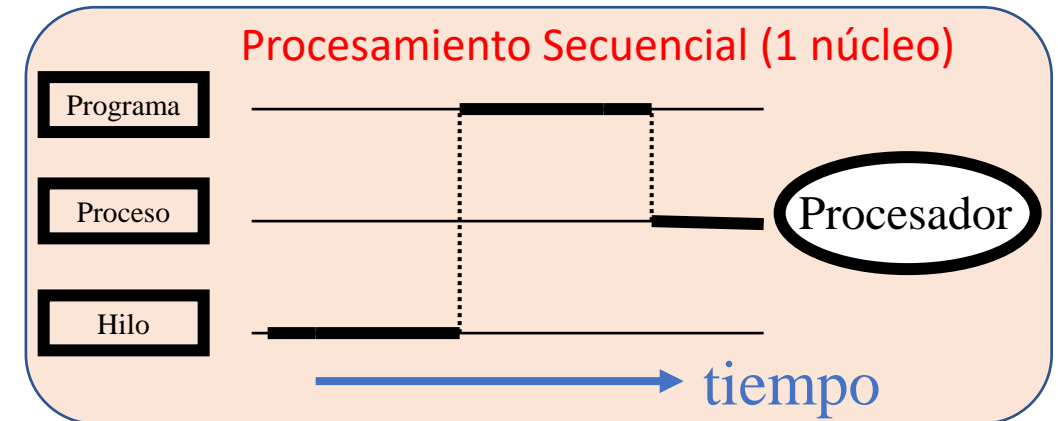 Procesamiento Secuencial (1 núcleo)
Programa
Proceso
Procesador
Hilo
tiempo